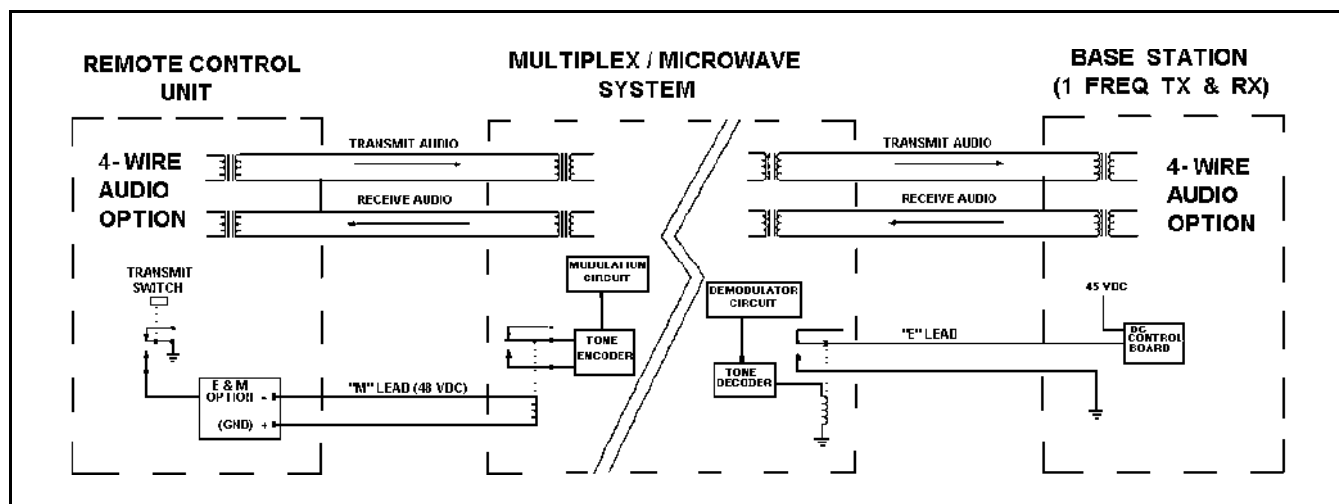 REMOTE CONTROL
UNIT
MULTIPLEX / MICROWAVE
SYSTEM
BASE STATION
(1 FREQ TX & RX)
4-WIRE
AUDIO
OPTION
TRANSMIT AUDIO
RECEIVE AUDIO
TRANSMIT AUDIO
RECEIVE AUDIO
4-WIRE
AUDIO
OPTION
TRANSMIT
SWITCH
E & M
OPTION -
(GND) +
"M" LEAD (48 VDC)
MUDULATION
CIRCUIT
TONE
ENCODER
DEMODULATOR
CIRCUIT
TONE
DECODER
"E" LEAD
45 VDC
DC
CONTROL
BOARD